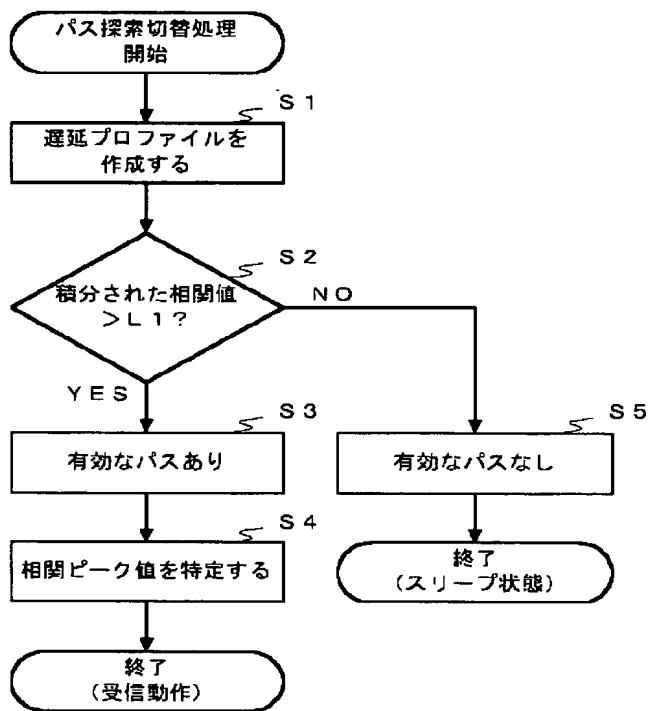 パス探索切替処理
開始
S1
遅延プロファイルを
作成する
S2
積分された相関値
＞L1？
NO
YES
S3
有効なパスあり
S5
有効なパスなし
S4
相関ピーク値を特定する
終了
(スリープ状態)
終了
(受信動作)